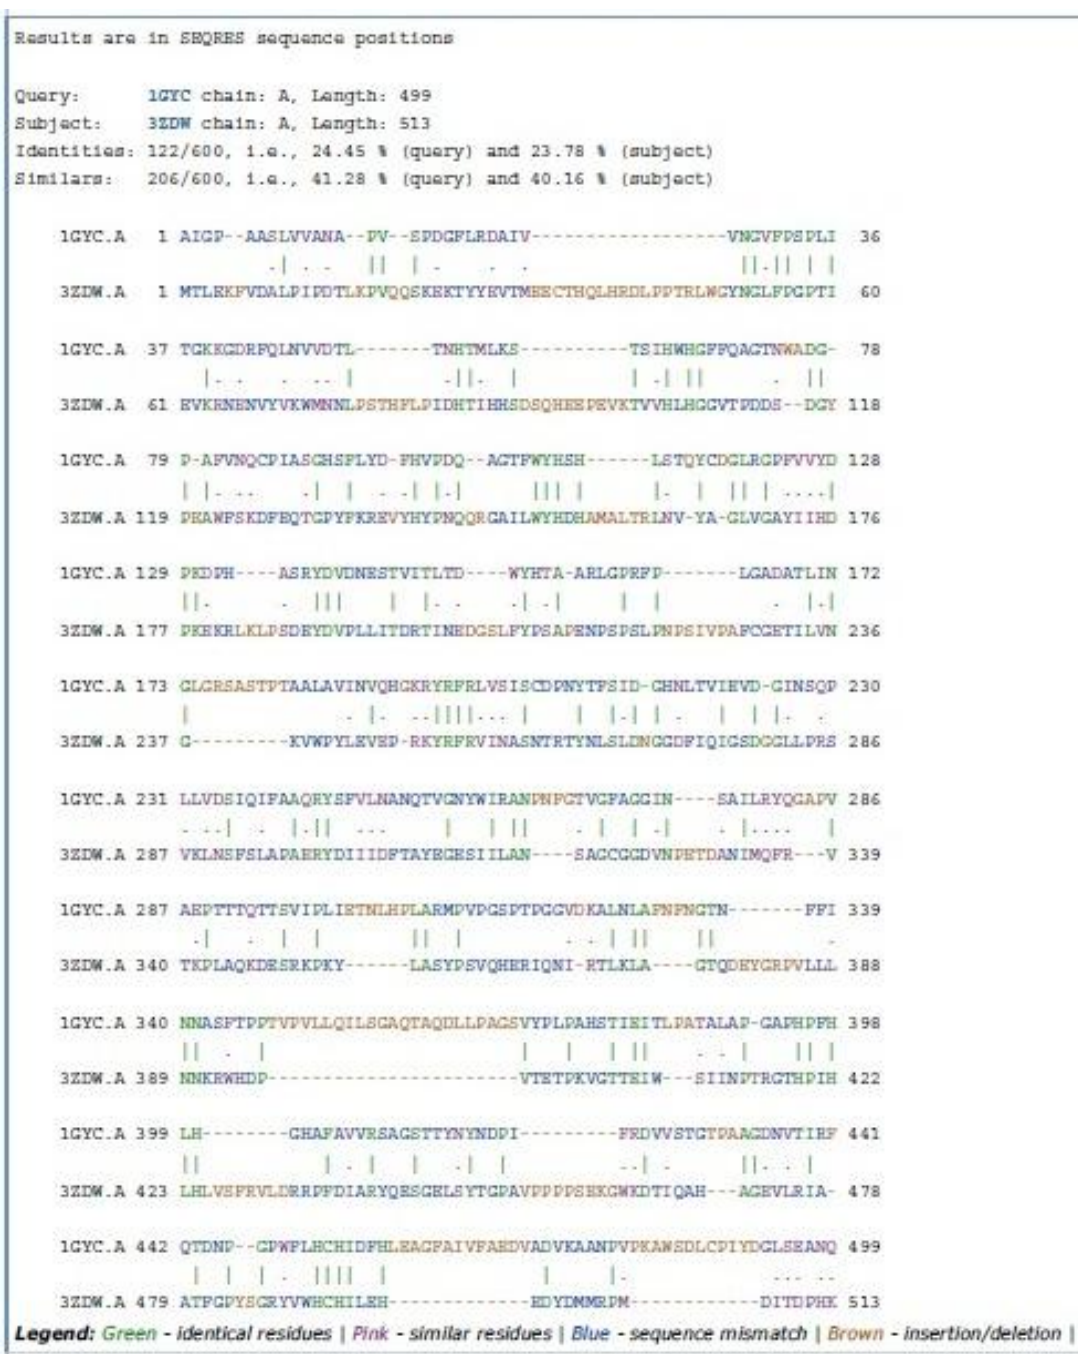 Results are in SEQRES sequence positions
Query: 1GYC chain: A, Length: 499
Subject: 3ZDW chain: A, Length: 513
Identities: 122/600, i.e., 24.45 % (query) and 23.78 % (subject)
Similars: 206/600, i.e., 41.28 % (query) and 40.16 % (subject)
1GYC.A 1 AIGP--AASLVVANA--PV--SPDGFLRDAIV------------------VNGVFPSPLI 36
3ZDW.A 1 MTLEKFVDALPIPDTLKPVQQSKEKTYYEVTMEECTHQLHRDLPPTRLWGYNGLFPGPTI 60
1GYC.A 37 TGKKGDRFQLNVVDTL-------TNHTMLKS-----------TSIHWHGFFQAGTNWADG- 78
3ZDW.A 61 EVKRNENVYVKWMNNLPSTHFLPIDHTIHHSDSQHEEPEVKTVVHLHGGVTPDDS--DGY 118
1GYC.A 79 P-AFVNQCPIASGHSFLYD-FHVPDQ--AGTFWYHSH------LSTQYCDGLRGPFVVYD 128
3ZDW.A 119 PEAWFSKDFEQTGPYFKREVYHYPNQQRGAILWYHDHAMALTRLNV-YA-GLVGAYIIHD 176
1GYC.A 129 PKDPH----ASRYDVDNESTVITLTD----WYHTA-ARLGPRFP-------LGADATLIN 172
3ZDW.A 177 PKEKRLKLPSDEYDVPLLITDRTINEDGSLFYPSAPENPSPSLPNPSIVPAFCGETILVN 236
1GYC.A 173 GLGRSASTPTAALAVINVQHGKRYRFRLVSISCDPNYTFSID-GHNLTVIEVD-GINSQP 230
3ZDW.A 237 G----------KVWPYLEVEP-RKYRFRVINASNTRTYNLSLDNGGDFIQIGSDGGLLPRS 286
1GYC.A 231 LLVDSIQIFAAQRYSFVLNANQTVGNYWIRANPNFGTVGFAGGIN----SAILRYQGAPV 286
3ZDW.A 287 VKLNSFSLAPAERYDIIIDFTAYEGESIILAN----SAGCGGDVNPETDANIMQFR---V 339
1GYC.A 287 AEPTTTQTTSVIPLIETNLHPLARMPVPGSPTPGGVDKALNLAFNFNGTN-------FFI 339
3ZDW.A 340 TKPLAQKDESRKPKY------LASYPSVQHERIQNI-RTLKLA----GTQDEYGRPVLLL 388
1GYC.A 340 NNASFTPPTVPVLLQILSGAQTAQDLLPAGSVYPLPAHSTIEITLPATALAP-GAPHPFH 398
3ZDW.A 389 NNKRWHDP-----------------------VTETPKVGTTEIW---SIINPTRGTHPIH 422
1GYC.A 399 LH--------GHAFAVVRSAGSTTYNYNDPI---------FRDVVSTGTPAAGDNVTIRF 441
3ZDW.A 423 LHLVSFRVLDRRPFDIARYQESGELSYTGPAVPPPPSEKGWKDTIQAH---AGEVLRIA- 478
1GYC.A 442 QTDNP--GPWFLHCHIDFHLEAGFAIVFAEDVADVKAANPVPKAWSDLCPIYDGLSEANQ 499
3ZDW.A 479 ATFGPYSGRYVWHCHILEH-------------EDYDMMRPM------------DITDPHK 513
Legend: Green - identical residues | Pink - similar residues | Blue - sequence mismatch | Brown - insertion/deletion |